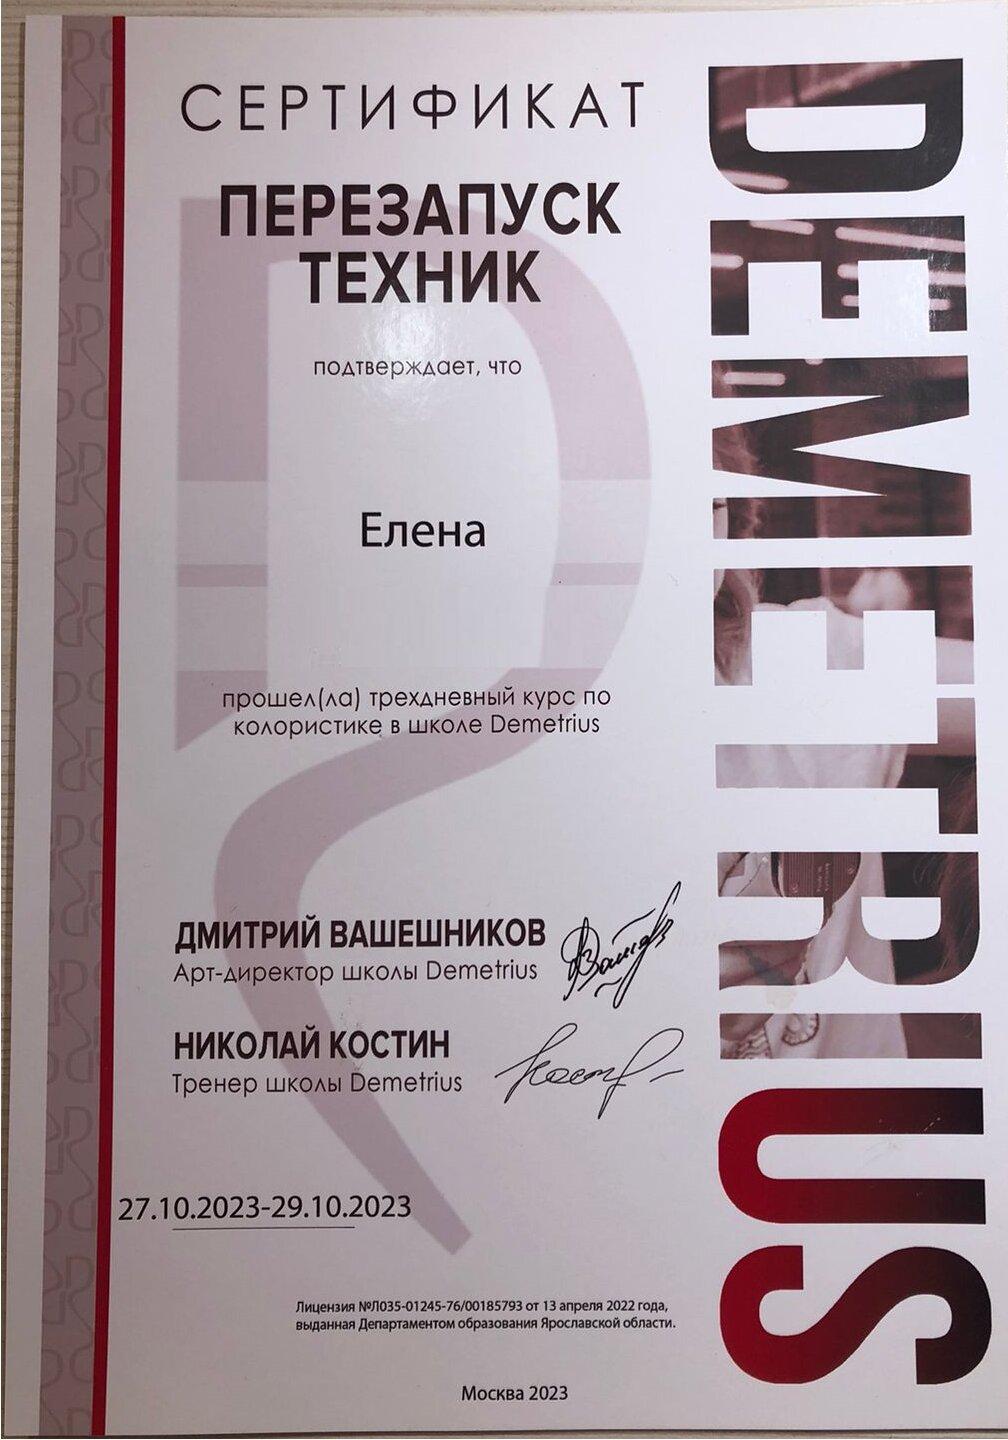 СЕРТИФИКАТ
ПЕРЕЗАПУСК
ТЕХНИК
подтверждает, что
Елена
прошел(ла) трехдневный курс по
колористике в школе Demetrius
ДМИТРИЙ ВАШЕШНИКОВ
Арт-директор школы Demetrius
НИКОЛАЙ КОСТИН
Тренер школы Demetrius
27.10.2023-29.10.2023
Лицензия №Л035-01245-76/00185793 от 13 апреля 2022 года,
выданная Департаментом образования Ярославской области.
Москва 2023
DEMETRIUS